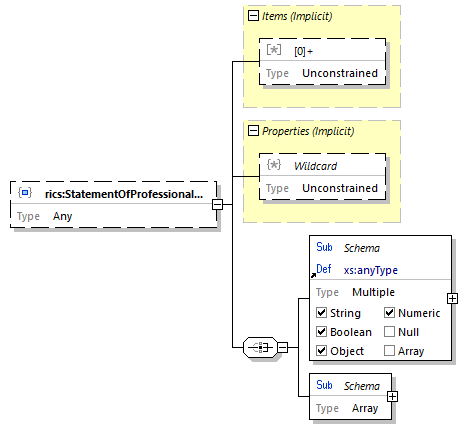 Items (Implicit)
[0]+
Type Unconstrained
Properties (Implicit)
Wildcard
Type Unconstrained
rics:StatementOfProfessional...
Type Any
Sub Schema
Def xs:anyType
Type Multiple
String Numeric
Boolean Null
Object Array
Sub Schema
Type Array